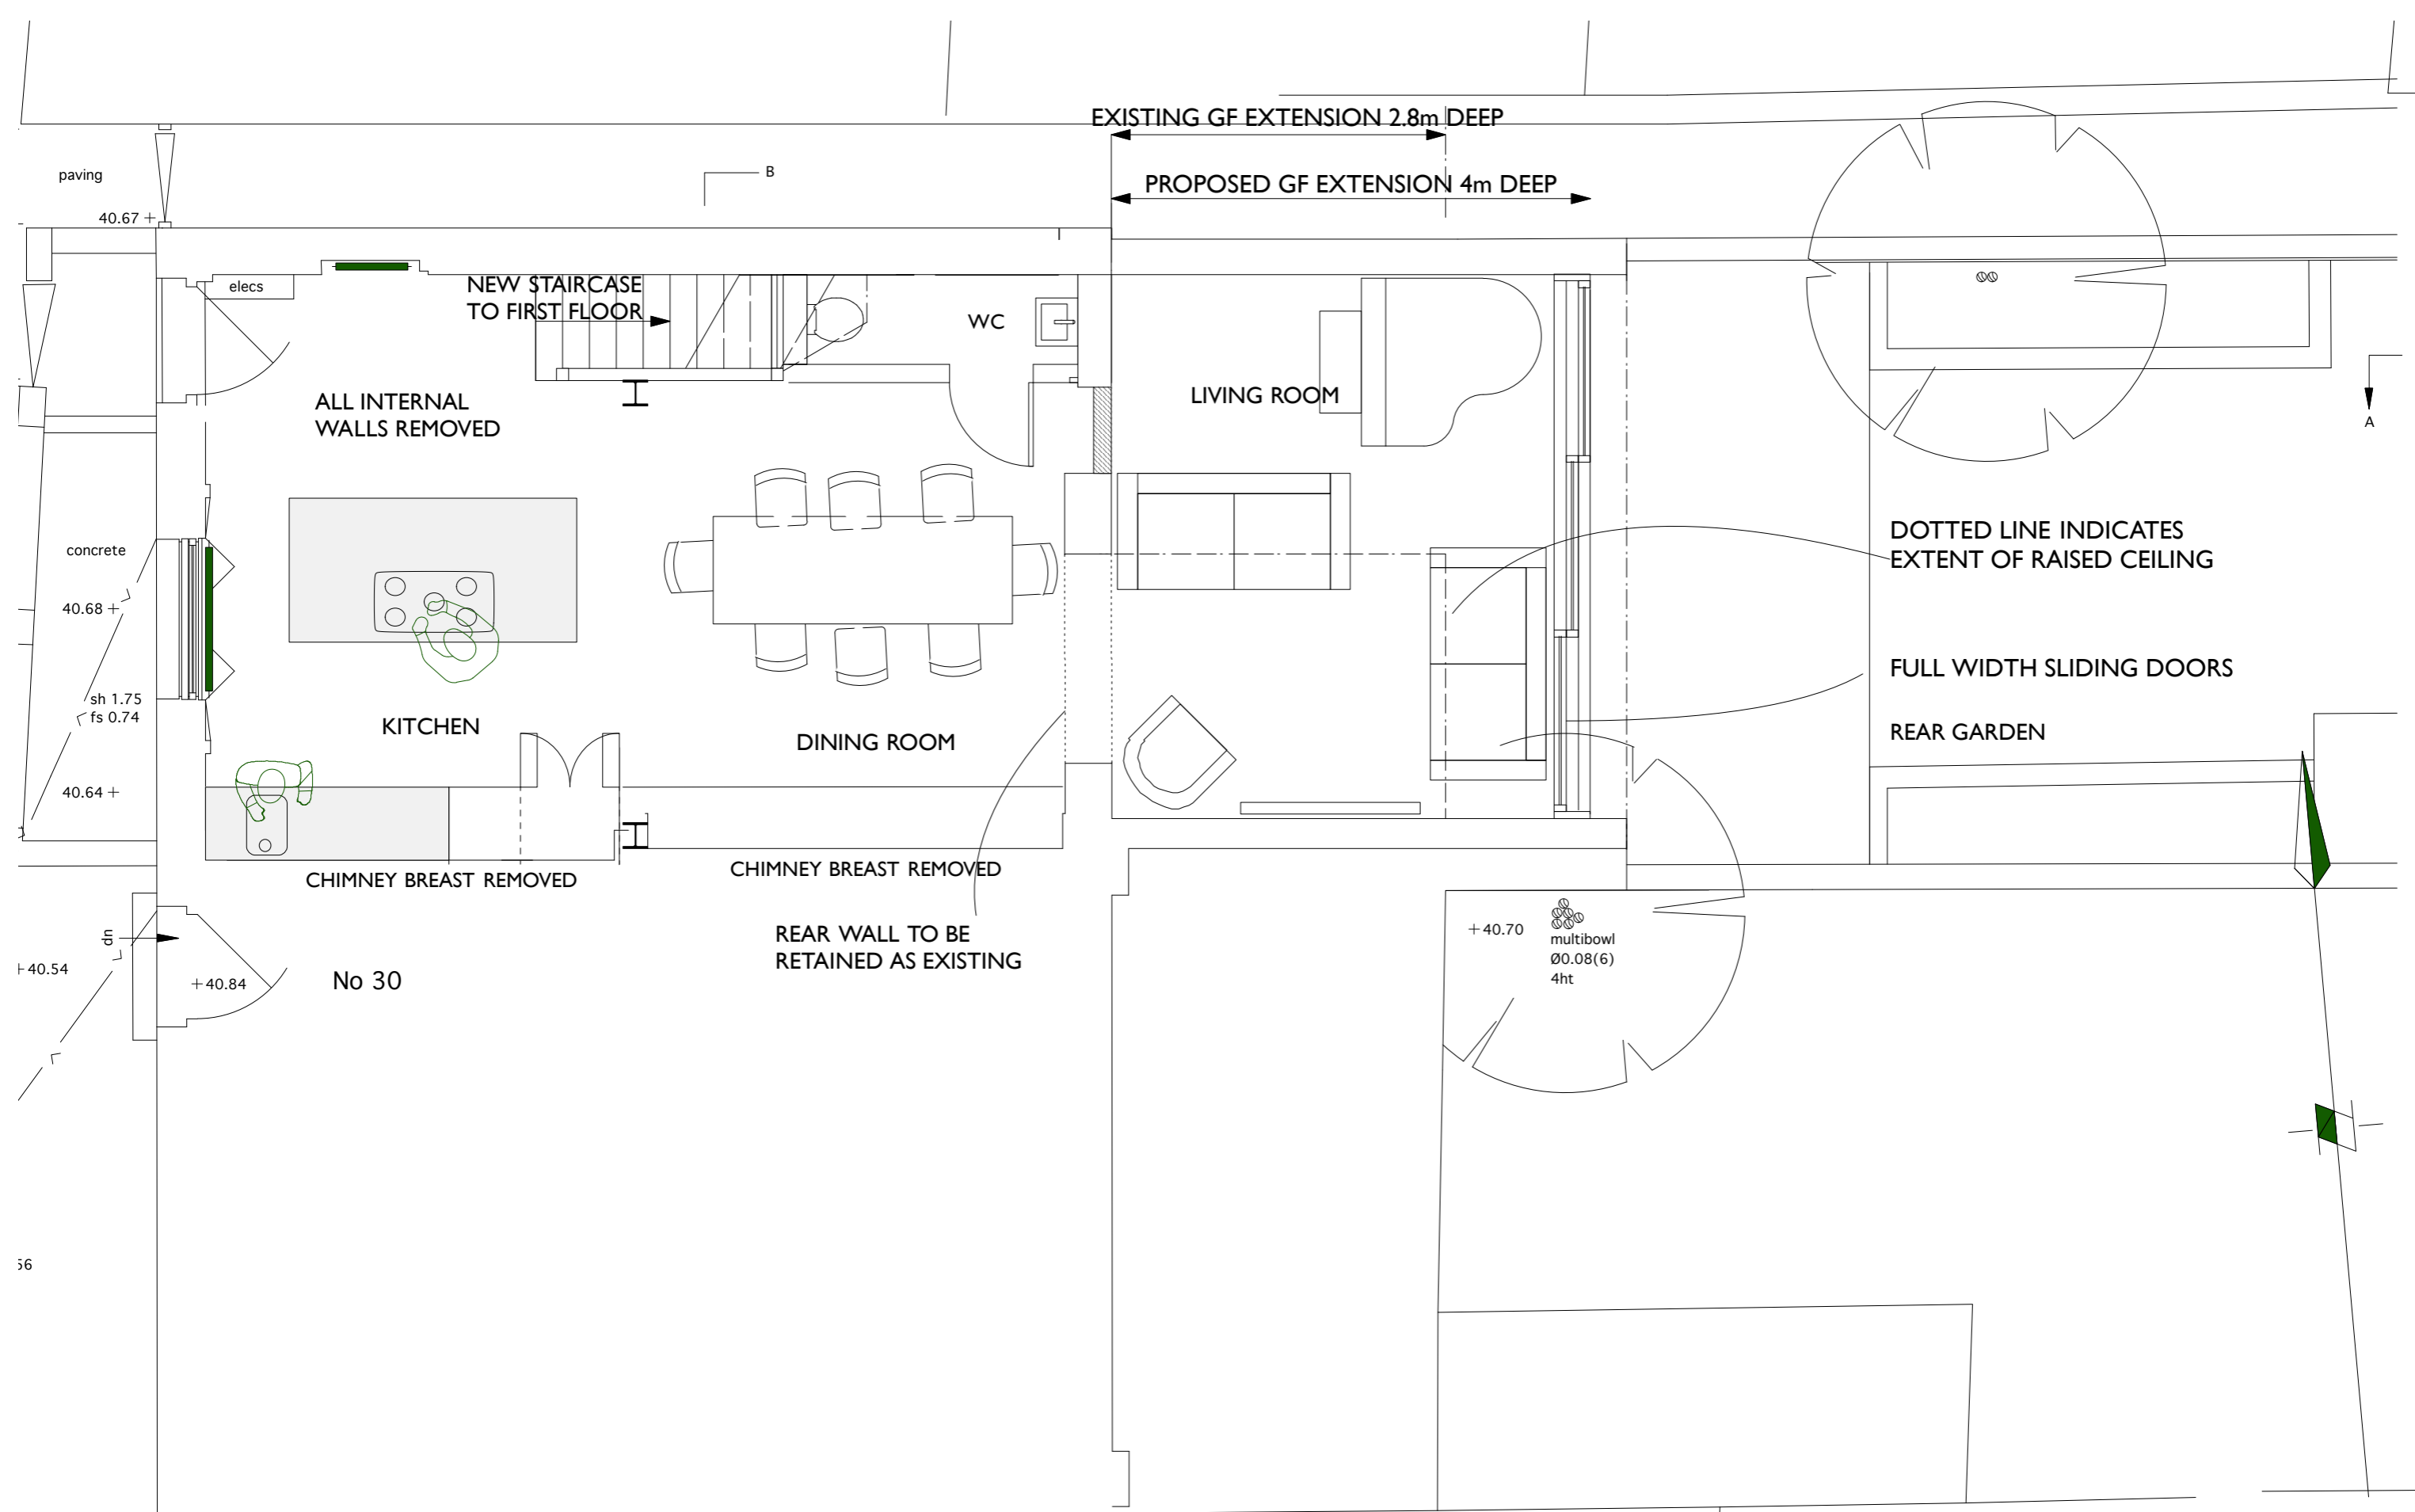 EXISTING GF EXTENSION 2.8m DEEP
paving
B
PROPOSED GF EXTENSION 4m DEEP
40.67 +
elecs
NEW STAIRCASE
TO FIRST FLOOR
WC
LIVING ROOM
ALL INTERNAL
WALLS REMOVED
A
concrete
DOTTED LINE INDICATES
EXTENT OF RAISED CEILING
40.68 +
sh 1.75
fs 0.74
KITCHEN
DINING ROOM
FULL WIDTH SLIDING DOORS
REAR GARDEN
40.64 +
CHIMNEY BREAST REMOVED
CHIMNEY BREAST REMOVED
REAR WALL TO BE
RETAINED AS EXISTING
dn
+40.54
+40.84
No 30
+40.70
multibowl
Ø0.08(6)
4ht